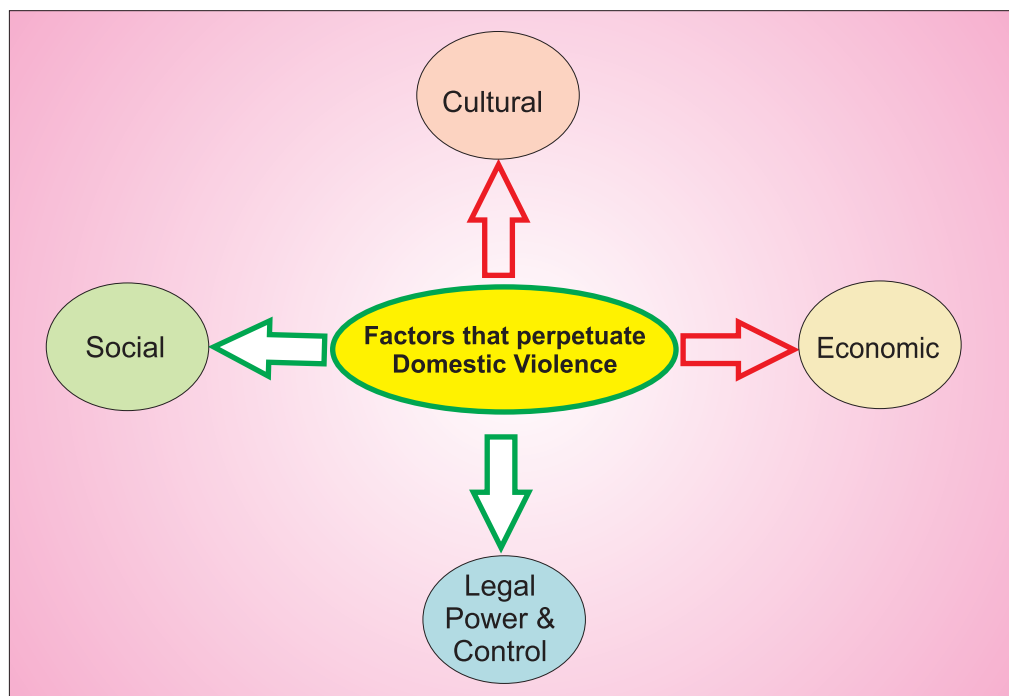 Cultural
Social
Factors that perpetuate
Domestic Violence
Economic
Legal
Power &
Control